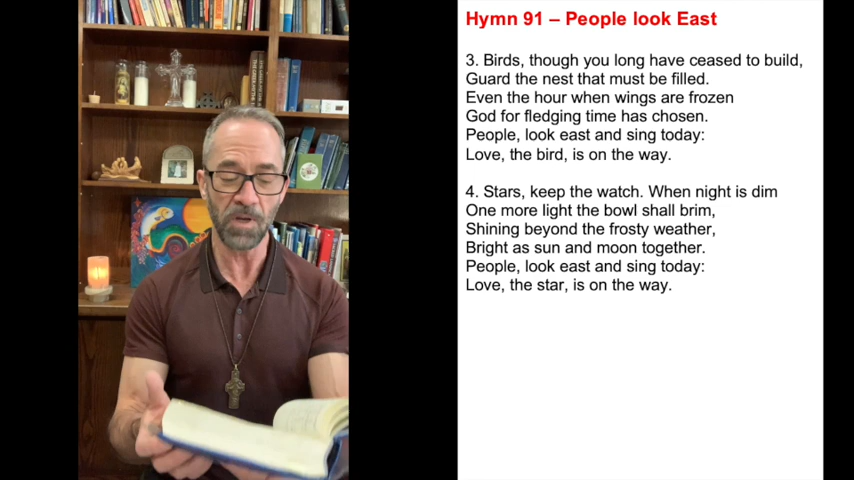 Hymn 91 – People look East
3. Birds, though you long have ceased to build,
Guard the nest that must be filled.
Even the hour when wings are frozen
God for fledging time has chosen.
People, look east and sing today:
Love, the bird, is on the way.
4. Stars, keep the watch. When night is dim
One more light the bowl shall brim,
Shining beyond the frosty weather,
Bright as sun and moon together.
People, look east and sing today:
Love, the star, is on the way.